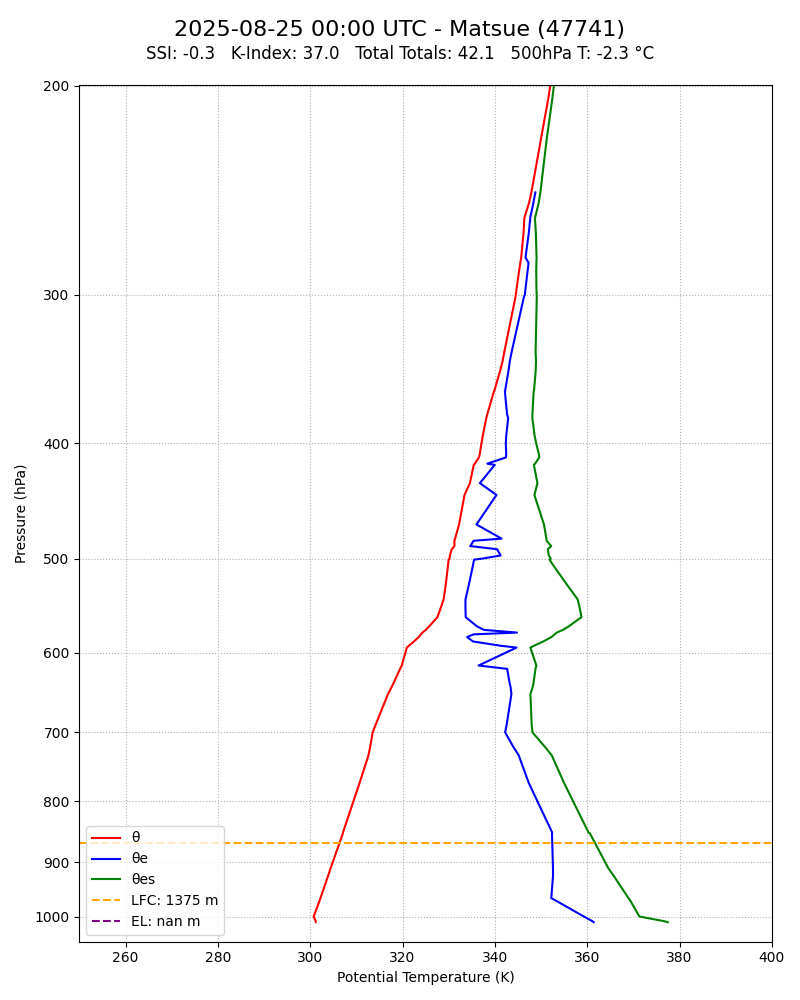 2025-08-25 00:00 UTC - Matsue (47741)
SSI: -0.3   K-Index: 37.0   Total Totals: 42.1   500hPa T: -2.3 °C
Pressure (hPa)
200
300
400
500
600
700
800
900
1000
θ
θe
θes
LFC: 1375 m
EL: nan m
260 280 300 320 340 360 380 400
Potential Temperature (K)